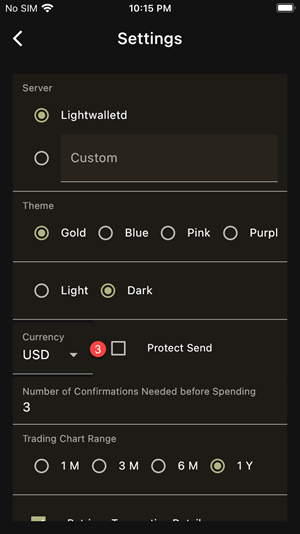 No SIM 10:15 PM
Settings
Server
Lightwalletd
Custom
Theme
Gold Blue Pink Purpl
Light Dark
Currency
USD 3 Protect Send
Number of Confirmations Needed before Spending
3
Trading Chart Range
1 M 3 M 6 M 1 Y